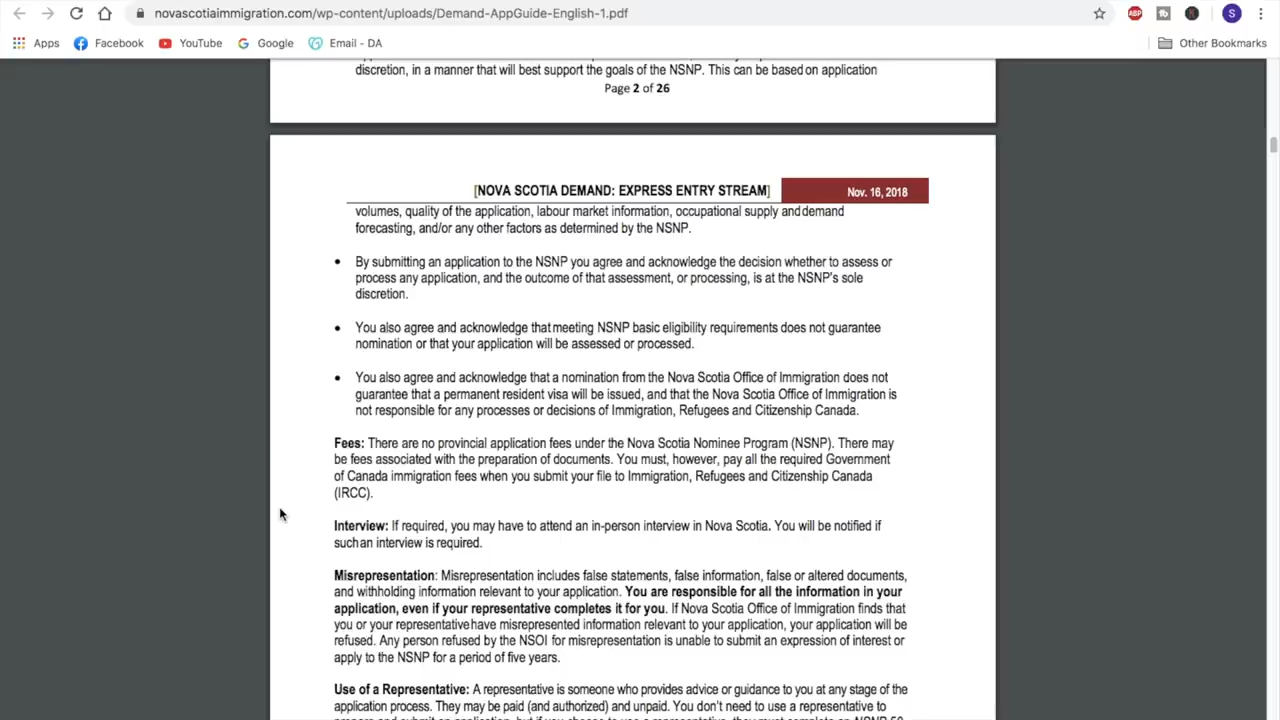 novascotiaimmigration.com/wp-content/uploads/Demand-AppGuide-English-1.pdf
ABP
S
Apps
Facebook
YouTube
Google
Email - DA
Other Bookmarks
discretion, in a manner that will best support the goals of the NSNP. This can be based on application
Page 2 of 26
[NOVA SCOTIA DEMAND: EXPRESS ENTRY STREAM]
Nov. 16, 2018
volumes, quality of the application, labour market information, occupational supply and demand
forecasting, and/or any other factors as determined by the NSNP.
• By submitting an application to the NSNP you agree and acknowledge the decision whether to assess or
process any application, and the outcome of that assessment, or processing, is at the NSNP's sole
discretion.
• You also agree and acknowledge that meeting NSNP basic eligibility requirements does not guarantee
nomination or that your application will be assessed or processed.
• You also agree and acknowledge that a nomination from the Nova Scotia Office of Immigration does not
guarantee that a permanent resident visa will be issued, and that the Nova Scotia Office of Immigration is
not responsible for any processes or decisions of Immigration, Refugees and Citizenship Canada.
Fees: There are no provincial application fees under the Nova Scotia Nominee Program (NSNP). There may
be fees associated with the preparation of documents. You must, however, pay all the required Government
of Canada immigration fees when you submit your file to Immigration, Refugees and Citizenship Canada
(IRCC).
Interview: If required, you may have to attend an in-person interview in Nova Scotia. You will be notified if
such an interview is required.
Misrepresentation: Misrepresentation includes false statements, false information, false or altered documents,
and withholding information relevant to your application. You are responsible for all the information in your
application, even if your representative completes it for you. If Nova Scotia Office of Immigration finds that
you or your representative have misrepresented information relevant to your application, your application will be
refused. Any person refused by the NSOI for misrepresentation is unable to submit an expression of interest or
apply to the NSNP for a period of five years.
Use of a Representative: A representative is someone who provides advice or guidance to you at any stage of the
application process. They may be paid (and authorized) and unpaid. You don't need to use a representative to